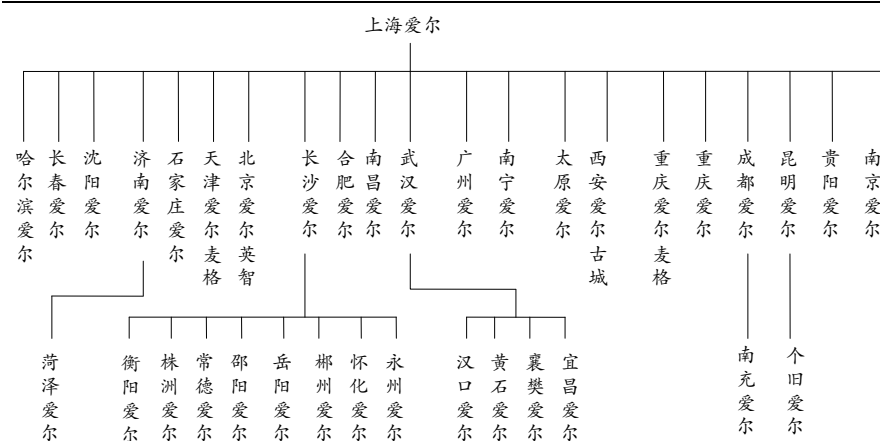 上海爱尔
哈尔滨爱尔
长春爱尔
沈阳爱尔
济南爱尔
石家庄爱尔
天津爱尔麦格
北京爱尔英智
长沙爱尔
合肥爱尔
南昌爱尔
武汉爱尔
广州爱尔
南宁爱尔
太原爱尔
西安爱尔古城
重庆爱尔麦格
重庆爱尔
成都爱尔
昆明爱尔
贵阳爱尔
南京爱尔
菏泽爱尔
衡阳爱尔
株洲爱尔
常德爱尔
邵阳爱尔
岳阳爱尔
郴州爱尔
怀化爱尔
永州爱尔
汉口爱尔
黄石爱尔
襄樊爱尔
宜昌爱尔
南充爱尔
个旧爱尔